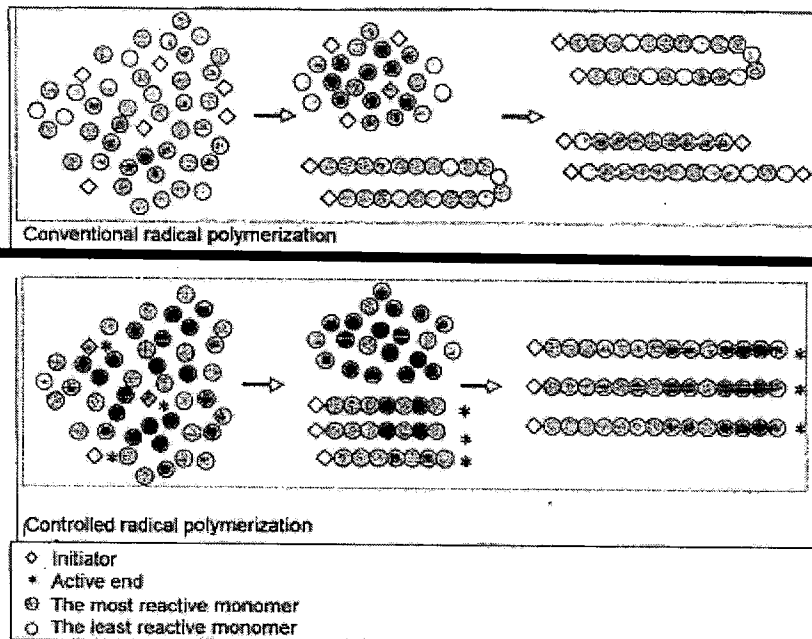 Conventional radical polymerization
Controlled radical polymerization
Initiator
Active end
The most reactive monomer
The least reactive monomer